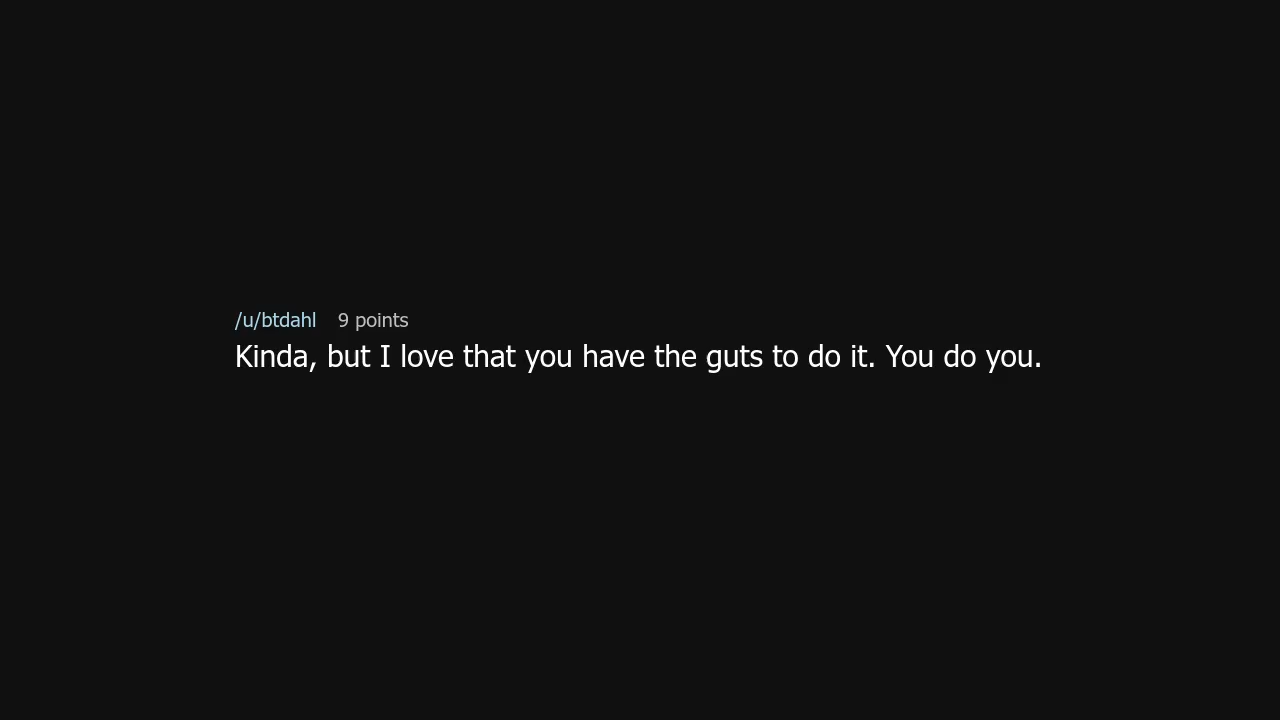 /u/btdahl 9 points
Kinda, but I love that you have the guts to do it. You do you.